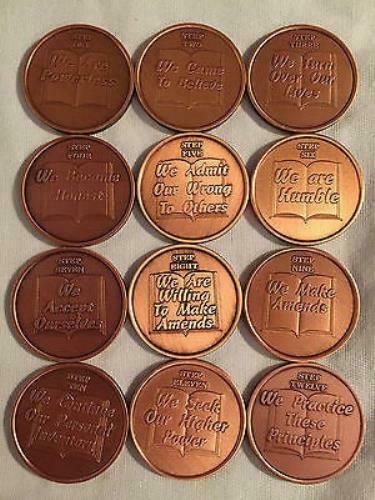 STEP
ONE
We Are
Powerless
STEP
TWO
We Came
To Believe
STEP
THREE
We Turn
Over Our
Lives
STEP
FOUR
We Became
Honest
STEP
FIVE
We Admit
Our Wrong
To Others
STEP
SIX
We are
Humble
STEP
SEVEN
We
Accept
Ourselves
STEP
EIGHT
We Are
Willing
To Make
Amends
STEP
NINE
We Make
Amends
STEP
TEN
We Continue
Our Personal
Inventory
STEP
ELEVEN
We Seek
Our Higher
Power
STEP
TWELVE
We Practice
These
Principles